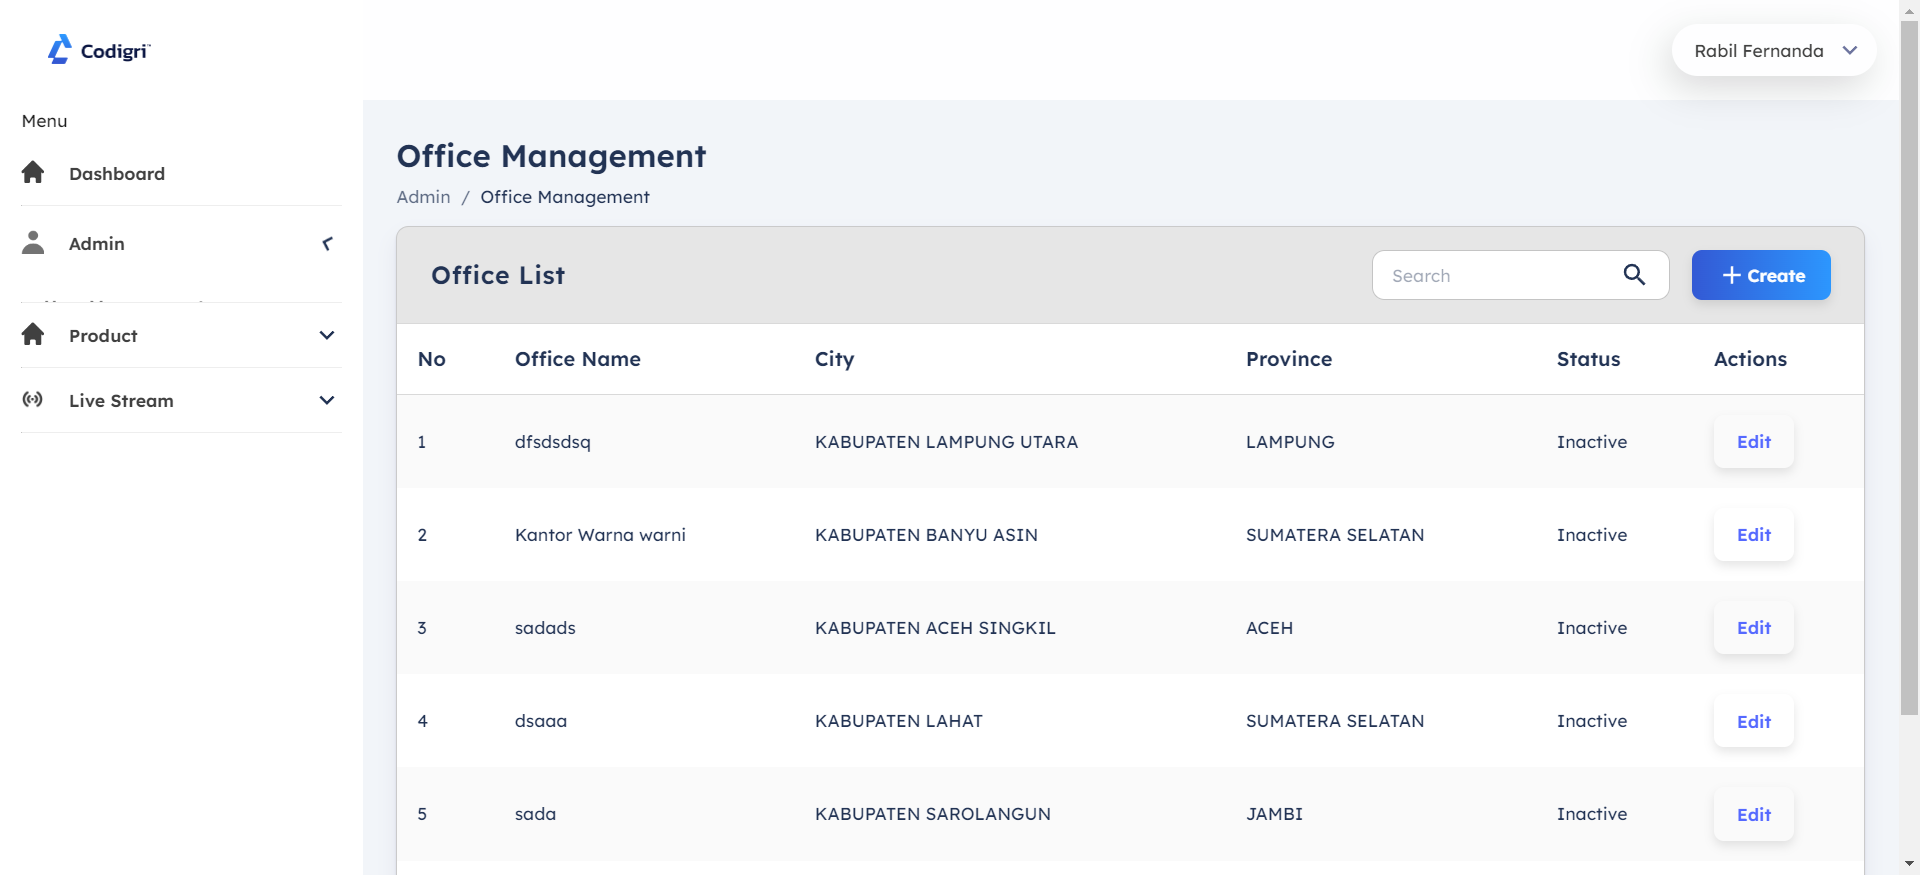 Codigri™
Rabil Fernanda
Menu
Dashboard
Admin
Product
Live Stream
Office Management
Admin / Office Management
Office List
Search
+ Create
No Office Name City Province Status Actions
1 dfsdsdsq KABUPATEN LAMPUNG UTARA LAMPUNG Inactive Edit
2 Kantor Warna warni KABUPATEN BANYU ASIN SUMATERA SELATAN Inactive Edit
3 sadads KABUPATEN ACEH SINGKIL ACEH Inactive Edit
4 dsaaa KABUPATEN LAHAT SUMATERA SELATAN Inactive Edit
5 sada KABUPATEN SAROLANGUN JAMBI Inactive Edit